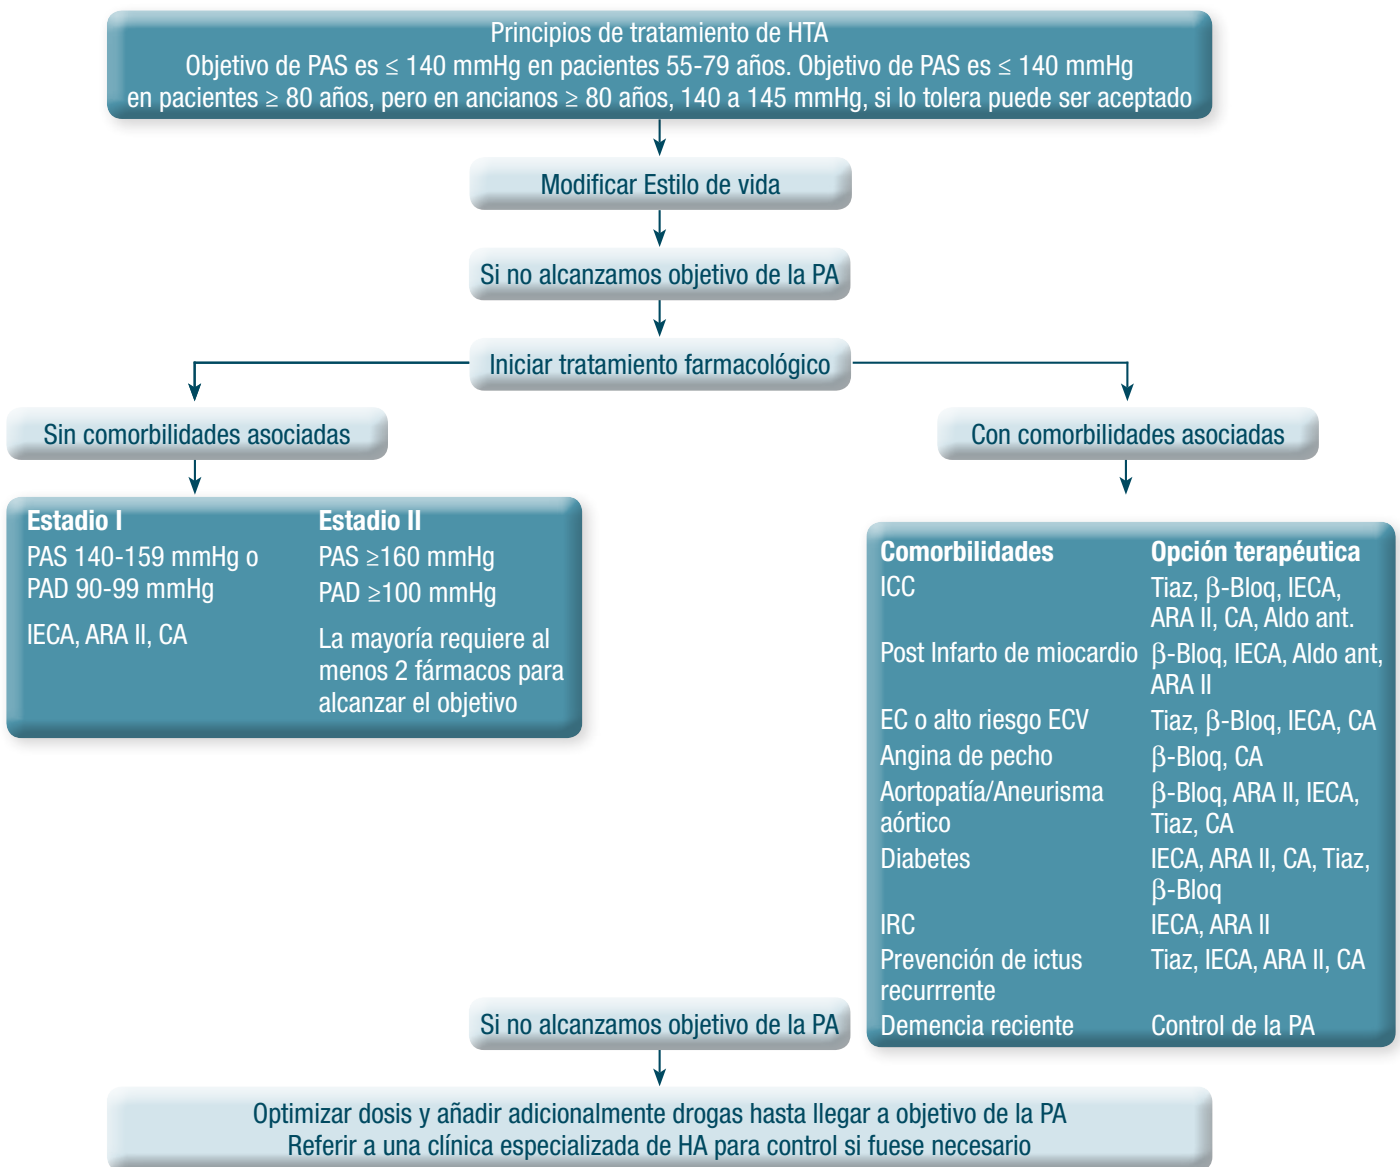 Principios de tratamiento de HTA
Objetivo de PAS es ≤ 140 mmHg en pacientes 55-79 años. Objetivo de PAS es ≤ 140 mmHg
en pacientes ≥ 80 años, pero en ancianos ≥ 80 años, 140 a 145 mmHg, si lo tolera puede ser aceptado
Modificar Estilo de vida
Si no alcanzamos objetivo de la PA
Iniciar tratamiento farmacológico
Sin comorbilidades asociadas
Estadio I
PAS 140-159 mmHg o
PAD 90-99 mmHg
IECA, ARA II, CA
Estadio II
PAS ≥160 mmHg
PAD ≥100 mmHg
La mayoría requiere al
menos 2 fármacos para
alcanzar el objetivo
Con comorbilidades asociadas
Comorbilidades Opción terapéutica
ICC Tiaz, β-Bloq, IECA,
ARA II, CA, Aldo ant.
Post Infarto de miocardio β-Bloq, IECA, Aldo ant,
ARA II
EC o alto riesgo ECV Tiaz, β-Bloq, IECA, CA
Angina de pecho β-Bloq, CA
Aortopatía/Aneurisma β-Bloq, ARA II, IECA,
aórtico Tiaz, CA
Diabetes IECA, ARA II, CA, Tiaz,
β-Bloq
IRC IECA, ARA II
Prevención de ictus Tiaz, IECA, ARA II, CA
recurrrente
Demencia reciente Control de la PA
Si no alcanzamos objetivo de la PA
Optimizar dosis y añadir adicionalmente drogas hasta llegar a objetivo de la PA
Referir a una clínica especializada de HA para control si fuese necesario